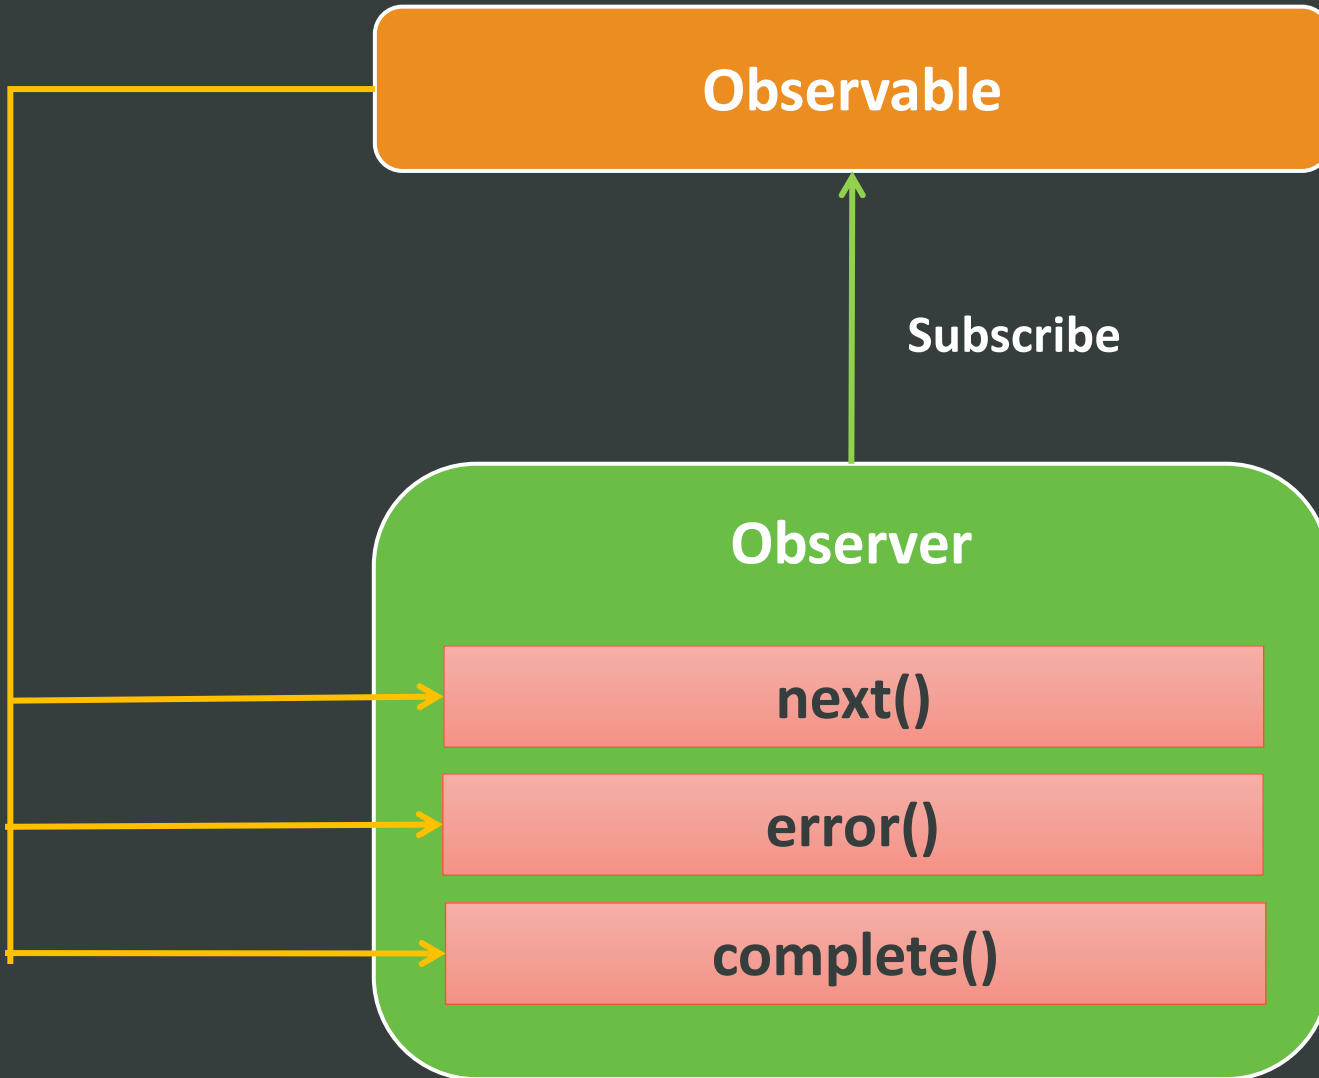 Observable
Subscribe
Observer
next()
error()
complete()